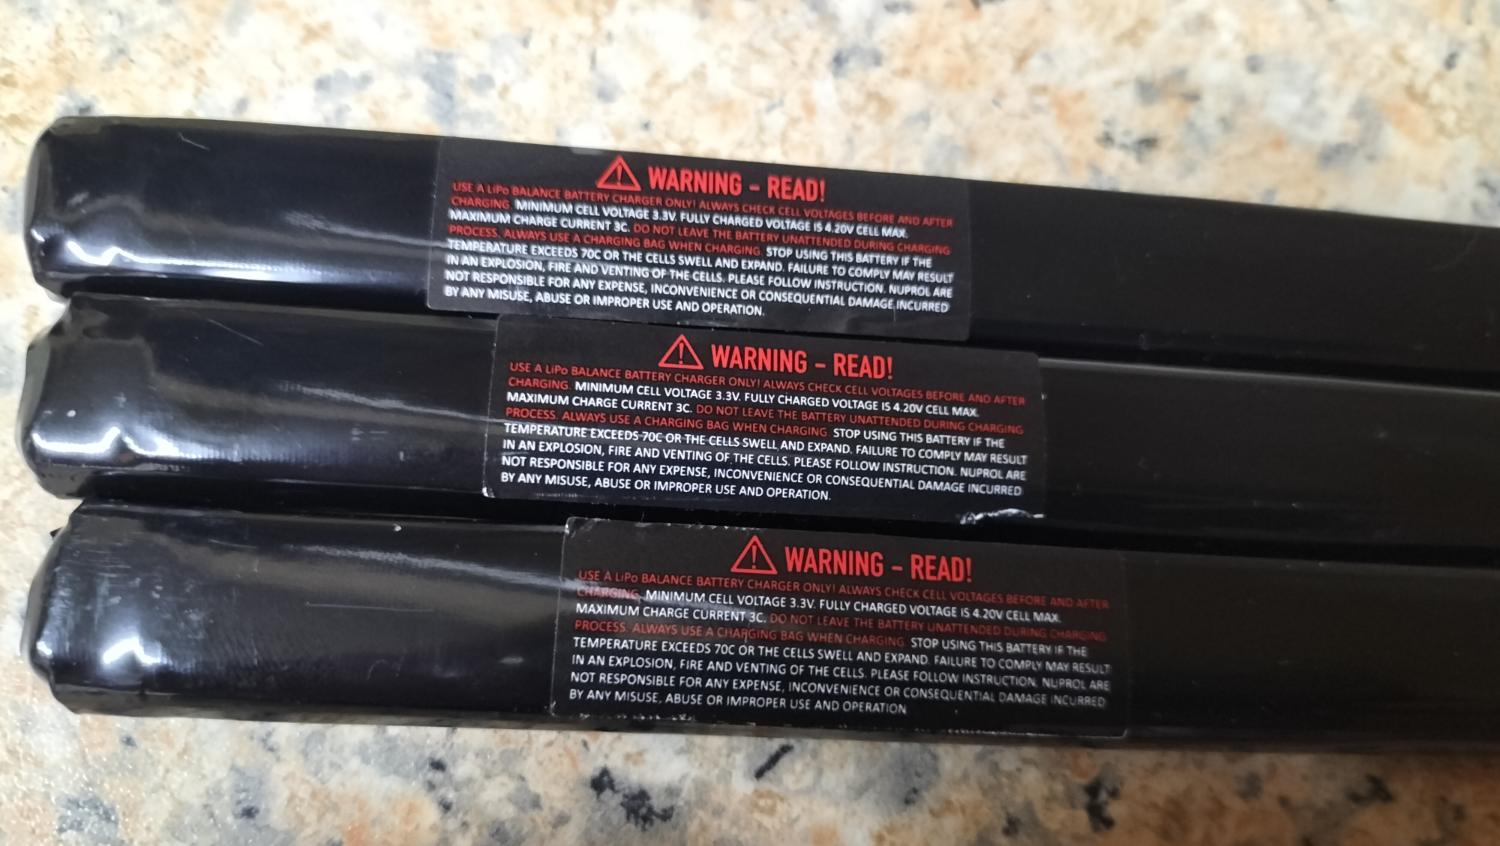 WARNING – READ!
USE A LiPo BALANCE BATTERY CHARGER ONLY! ALWAYS CHECK CELL VOLTAGES BEFORE AND AFTER
CHARGING. MINIMUM CELL VOLTAGE 3.3V. FULLY CHARGED VOLTAGE IS 4.20V CELL MAX.
MAXIMUM CHARGE CURRENT 3C. DO NOT LEAVE THE BATTERY UNATTENDED DURING CHARGING
PROCESS. ALWAYS USE A CHARGING BAG WHEN CHARGING. STOP USING THIS BATTERY IF THE
TEMPERATURE EXCEEDS 70C OR THE CELLS SWELL AND EXPAND. FAILURE TO COMPLY MAY RESULT
IN AN EXPLOSION, FIRE AND VENTING OF THE CELLS. PLEASE FOLLOW INSTRUCTION. NUPROL ARE
NOT RESPONSIBLE FOR ANY EXPENSE, INCONVENIENCE OR CONSEQUENTIAL DAMAGE INCURRED
BY ANY MISUSE, ABUSE OR IMPROPER USE AND OPERATION.
WARNING – READ!
USE A LiPo BALANCE BATTERY CHARGER ONLY! ALWAYS CHECK CELL VOLTAGES BEFORE AND AFTER
CHARGING. MINIMUM CELL VOLTAGE 3.3V. FULLY CHARGED VOLTAGE IS 4.20V CELL MAX.
MAXIMUM CHARGE CURRENT 3C. DO NOT LEAVE THE BATTERY UNATTENDED DURING CHARGING
PROCESS. ALWAYS USE A CHARGING BAG WHEN CHARGING. STOP USING THIS BATTERY IF THE
TEMPERATURE EXCEEDS 70C OR THE CELLS SWELL AND EXPAND. FAILURE TO COMPLY MAY RESULT
IN AN EXPLOSION, FIRE AND VENTING OF THE CELLS. PLEASE FOLLOW INSTRUCTION. NUPROL ARE
NOT RESPONSIBLE FOR ANY EXPENSE, INCONVENIENCE OR CONSEQUENTIAL DAMAGE INCURRED
BY ANY MISUSE, ABUSE OR IMPROPER USE AND OPERATION.
WARNING – READ!
USE A LiPo BALANCE BATTERY CHARGER ONLY! ALWAYS CHECK CELL VOLTAGES BEFORE AND AFTER
CHARGING. MINIMUM CELL VOLTAGE 3.3V. FULLY CHARGED VOLTAGE IS 4.20V CELL MAX.
MAXIMUM CHARGE CURRENT 3C. DO NOT LEAVE THE BATTERY UNATTENDED DURING CHARGING
PROCESS. ALWAYS USE A CHARGING BAG WHEN CHARGING. STOP USING THIS BATTERY IF THE
TEMPERATURE EXCEEDS 70C OR THE CELLS SWELL AND EXPAND. FAILURE TO COMPLY MAY RESULT
IN AN EXPLOSION, FIRE AND VENTING OF THE CELLS. PLEASE FOLLOW INSTRUCTION. NUPROL ARE
NOT RESPONSIBLE FOR ANY EXPENSE, INCONVENIENCE OR CONSEQUENTIAL DAMAGE INCURRED
BY ANY MISUSE, ABUSE OR IMPROPER USE AND OPERATION.